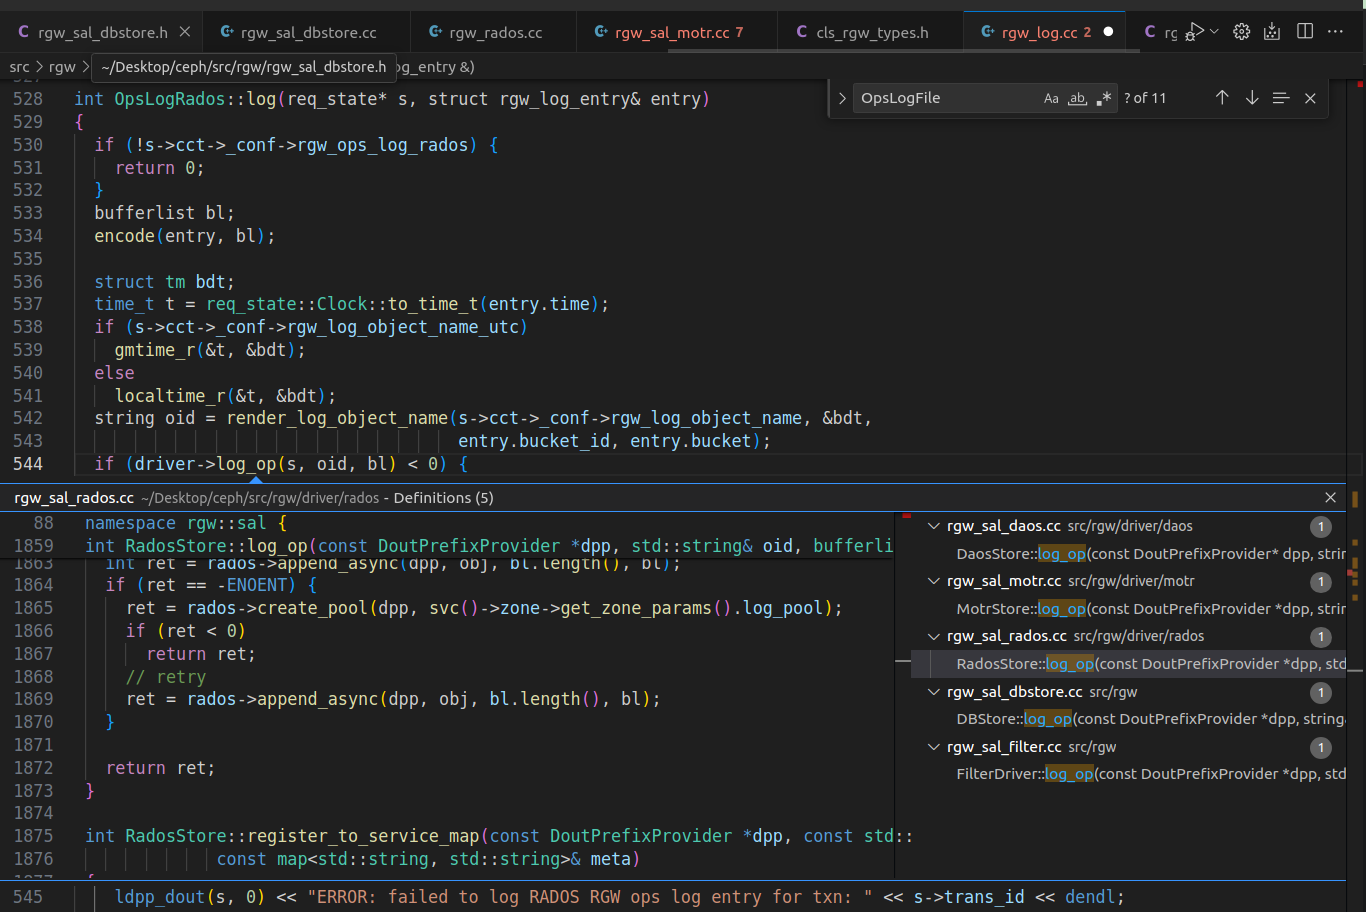 C rgw_sal_dbstore.h ×
C+ rgw_sal_dbstore.cc
C+ rgw_rados.cc
C+ rgw_sal_motr.cc 7
C cls_rgw_types.h
C+ rgw_log.cc 2
C rg
src > rgw > ~/Desktop/ceph/src/rgw/rgw_sal_dbstore.h og_entry &)
OpsLogFile Aa ab .* ? of 11
528 int OpsLogRados::log(req_state* s, struct rgw_log_entry& entry)
529 {
530 if (!s->cct->_conf->rgw_ops_log_rados) {
531 return 0;
532 }
533 bufferlist bl;
534 encode(entry, bl);
535
536 struct tm bdt;
537 time_t t = req_state::Clock::to_time_t(entry.time);
538 if (s->cct->_conf->rgw_log_object_name_utc)
539 gmtime_r(&t, &bdt);
540 else
541 localtime_r(&t, &bdt);
542 string oid = render_log_object_name(s->cct->_conf->rgw_log_object_name, &bdt,
543 entry.bucket_id, entry.bucket);
544 if (driver->log_op(s, oid, bl) < 0) {
rgw_sal_rados.cc ~/Desktop/ceph/src/rgw/driver/rados - Definitions (5)
88 namespace rgw::sal {
1859 int RadosStore::log_op(const DoutPrefixProvider *dpp, std::string& oid, bufferli
1863 int ret = rados->append_async(dpp, obj, bl.length(), bl);
1864 if (ret == -ENOENT) {
1865 ret = rados->create_pool(dpp, svc()->zone->get_zone_params().log_pool);
1866 if (ret < 0)
1867 return ret;
1868 // retry
1869 ret = rados->append_async(dpp, obj, bl.length(), bl);
1870 }
1871
1872 return ret;
1873 }
1874
1875 int RadosStore::register_to_service_map(const DoutPrefixProvider *dpp, const std::
1876 const map<std::string, std::string>& meta)
rgw_sal_daos.cc src/rgw/driver/daos 1
DaosStore::log_op(const DoutPrefixProvider* dpp, strin
rgw_sal_motr.cc src/rgw/driver/motr 1
MotrStore::log_op(const DoutPrefixProvider *dpp, strin
rgw_sal_rados.cc src/rgw/driver/rados 1
RadosStore::log_op(const DoutPrefixProvider *dpp, std
rgw_sal_dbstore.cc src/rgw 1
DBStore::log_op(const DoutPrefixProvider *dpp, string
rgw_sal_filter.cc src/rgw 1
FilterDriver::log_op(const DoutPrefixProvider *dpp, std
545 ldpp_dout(s, 0) << "ERROR: failed to log RADOS RGW ops log entry for txn: " << s->trans_id << dendl;